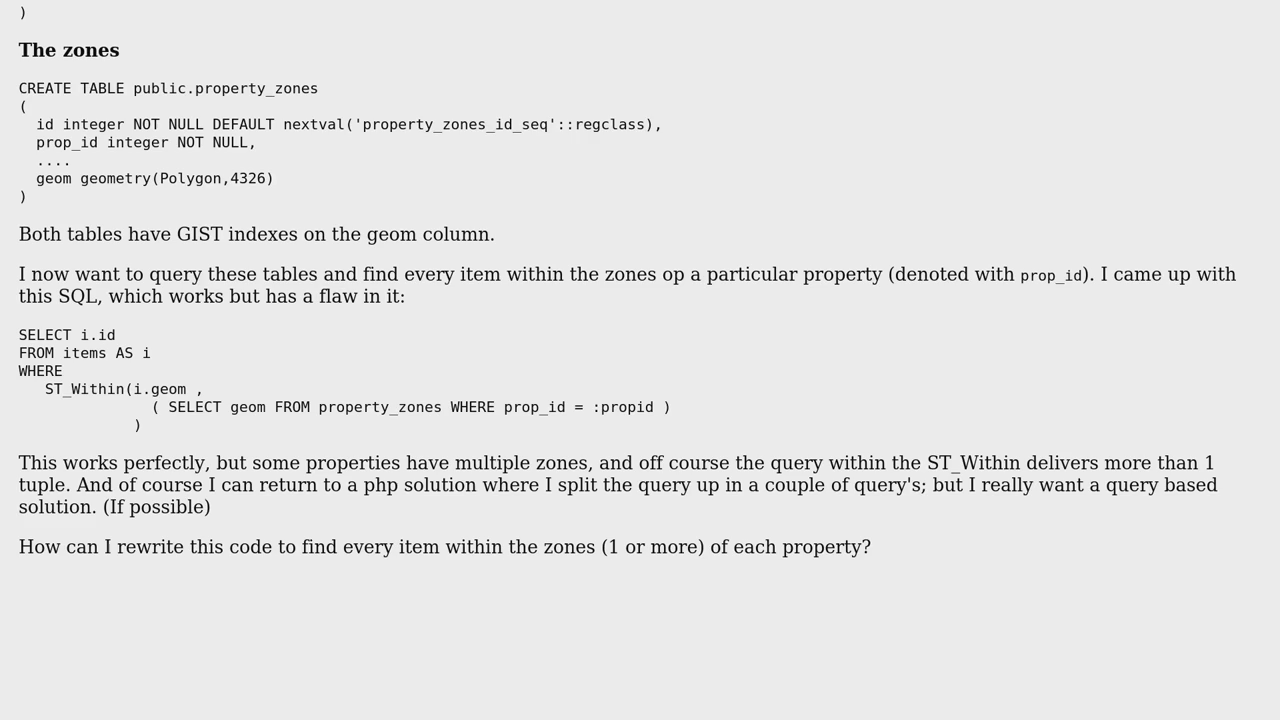 )
The zones
CREATE TABLE public.property_zones
(
  id integer NOT NULL DEFAULT nextval('property_zones_id_seq'::regclass),
  prop_id integer NOT NULL,
  ....
  geom geometry(Polygon,4326)
)
Both tables have GIST indexes on the geom column.
I now want to query these tables and find every item within the zones op a particular property (denoted with prop_id). I came up with
this SQL, which works but has a flaw in it:
SELECT i.id
FROM items AS i
WHERE
   ST_Within(i.geom ,
               ( SELECT geom FROM property_zones WHERE prop_id = :propid )
             )
This works perfectly, but some properties have multiple zones, and off course the query within the ST_Within delivers more than 1
tuple. And of course I can return to a php solution where I split the query up in a couple of query's; but I really want a query based
solution. (If possible)
How can I rewrite this code to find every item within the zones (1 or more) of each property?